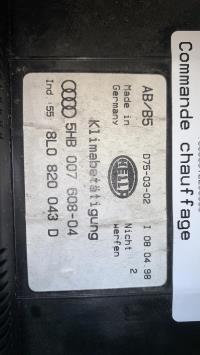 Commande chauffage
AB/B5 D75-03-02 I 08 04 98
Made in Germany
HELLA
Nicht werfen 2
Klimabetätigung
5HB 007 608-04
Ind :55 8L0 820 043 D